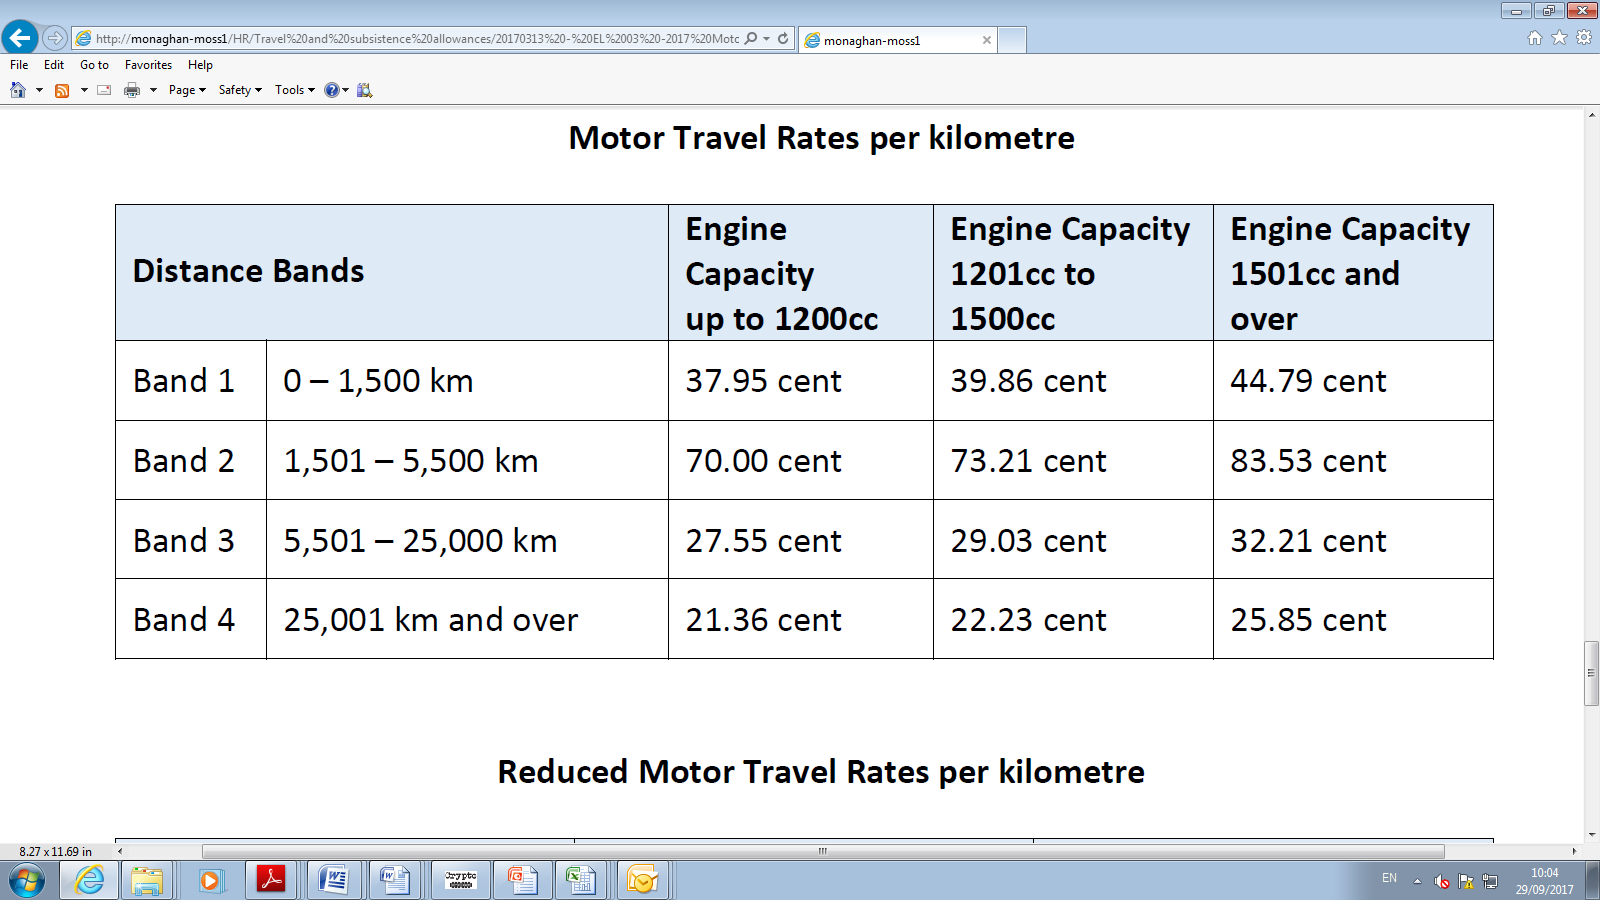 http://monaghan-moss1/HR/Travel%20and%20subsistence%20allowances/20170313%20-%20EL%2003%20-2017%20Motc
monaghan-moss1
File Edit Go to Favorites Help
Page Safety Tools
Motor Travel Rates per kilometre
Distance Bands
Engine Capacity up to 1200cc
Engine Capacity 1201cc to 1500cc
Engine Capacity 1501cc and over
Band 1 0 – 1,500 km 37.95 cent 39.86 cent 44.79 cent
Band 2 1,501 – 5,500 km 70.00 cent 73.21 cent 83.53 cent
Band 3 5,501 – 25,000 km 27.55 cent 29.03 cent 32.21 cent
Band 4 25,001 km and over 21.36 cent 22.23 cent 25.85 cent
Reduced Motor Travel Rates per kilometre
8.27 x 11.69 in
Crypto
EN
10:04
29/09/2017